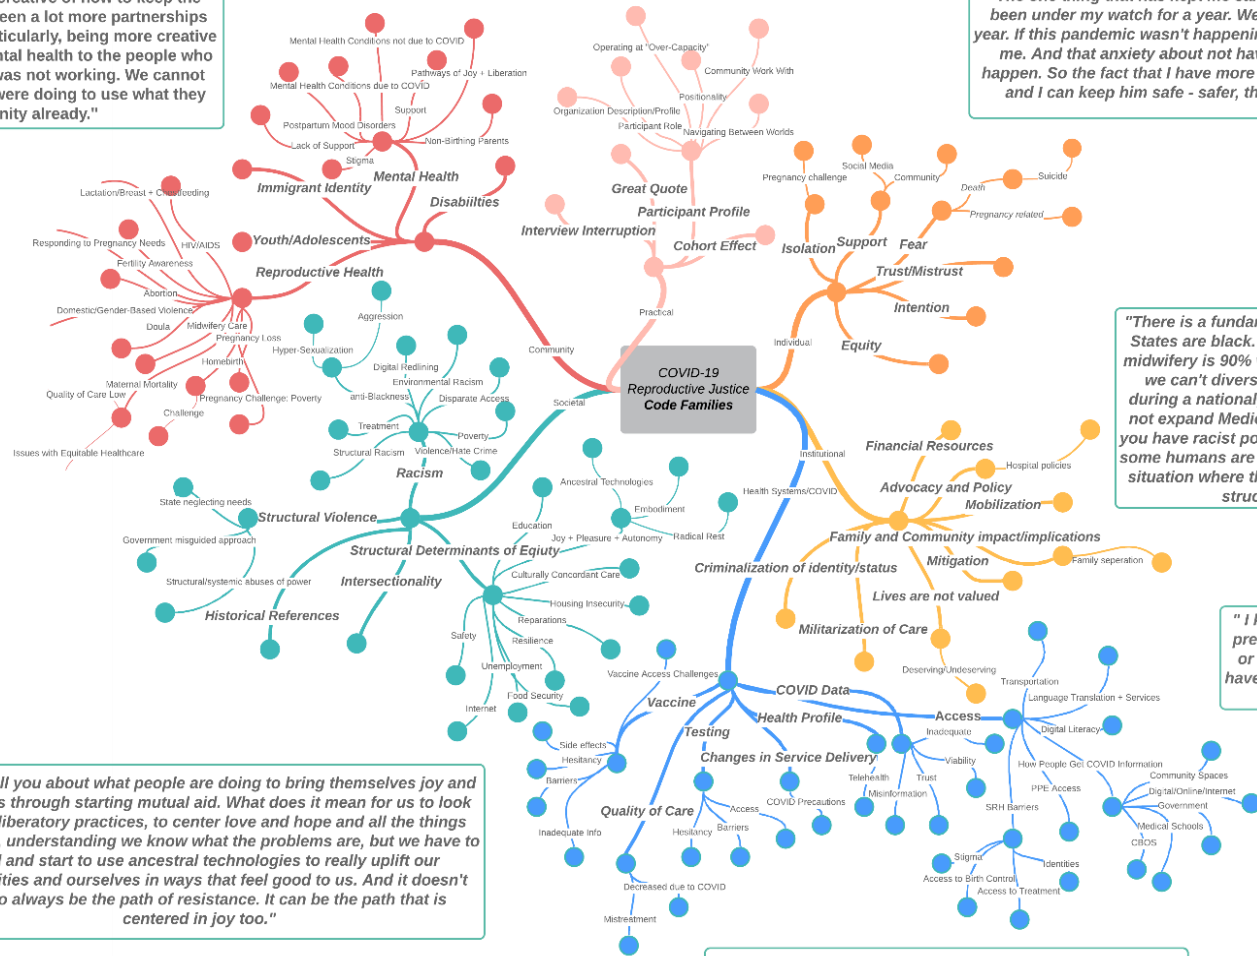 creative of how to keep the
been a lot more partnerships
particularly, being more creative
mental health to the people who
was not working. We cannot
were doing to use what they
community already."
been under my watch for a year. We
year. If this pandemic wasn't happening
me. And that anxiety about not hav
happen. So the fact that I have more
and I can keep him safe - safer, th
Mental Health Conditions not due to COVID
Pathways of Joy + Liberation
Mental Health Conditions due to COVID
Support
Postpartum Mood Disorders
Non-Birthing Parents
Lack of Support
Stigma
Mental Health
Immigrant Identity
Disabiilties
Youth/Adolescents
Reproductive Health
Lactation/Breast + Chestfeeding
Responding to Pregnancy Needs
HIV/AIDS
Fertility Awareness
Abortion
Domestic/Gender-Based Violence
Doula
Midwifery Care
Pregnancy Loss
Homebirth
Maternal Mortality
Quality of Care Low
Pregnancy Challenge: Poverty
Challenge
Issues with Equitable Healthcare
Community
Operating at "Over-Capacity"
Community Work With
Positionality
Organization Description/Profile
Participant Role
Navigating Between Worlds
Great Quote
Participant Profile
Interview Interruption
Cohort Effect
Practical
COVID-19
Reproductive Justice
Code Families
Individual
Pregnancy challenge
Social Media
Community
Death
Suicide
Pregnancy related
Isolation
Support
Fear
Trust/Mistrust
Intention
Equity
"There is a fundam
States are black.
midwifery is 90%
we can't divers
during a national
not expand Medic
you have racist po
some humans are
situation where th
struc
Societal
Aggression
Hyper-Sexualization
Digital Redlining
Environmental Racism
anti-Blackness
Disparate Access
Treatment
Poverty
Structural Racism
Violence/Hate Crime
Racism
State neglecting needs
Structural Violence
Government misguided approach
Structural/systemic abuses of power
Structural Determinants of Eqiuty
Intersectionality
Historical References
Ancestral Technologies
Embodiment
Education
Joy + Pleasure + Autonomy
Radical Rest
Culturally Concordant Care
Housing Insecurity
Reparations
Safety
Resilience
Unemployment
Food Security
Internet
Institutional
Financial Resources
Hospital policies
Advocacy and Policy
Mobilization
Family and Community impact/implications
Family seperation
Criminalization of identity/status
Mitigation
Lives are not valued
Militarization of Care
Deserving/Undeserving
Health Systems/COVID
Vaccine Access Challenges
Vaccine
Side effects
Hesitancy
Barriers
Inadequate Info
COVID Data
Health Profile
Testing
Changes in Service Delivery
Quality of Care
Access
Inadequate
Viability
Telehealth
Trust
Misinformation
COVID Precautions
Access
Barriers
Hesitancy
Decreased due to COVID
Mistreatment
Transportation
Language Translation + Services
Digital Literacy
How People Get COVID Information
PPE Access
SRH Barriers
Community Spaces
Digital/Online/Internet
Government
Medical Schools
CBOS
Stigma
Identities
Access to Birth Control
Access to Treatment
pre
or
have
all you about what people are doing to bring themselves joy and
s through starting mutual aid. What does it mean for us to look
liberatory practices, to center love and hope and all the things
, understanding we know what the problems are, but we have to
and start to use ancestral technologies to really uplift our
ities and ourselves in ways that feel good to us. And it doesn't
o always be the path of resistance. It can be the path that is
centered in joy too."